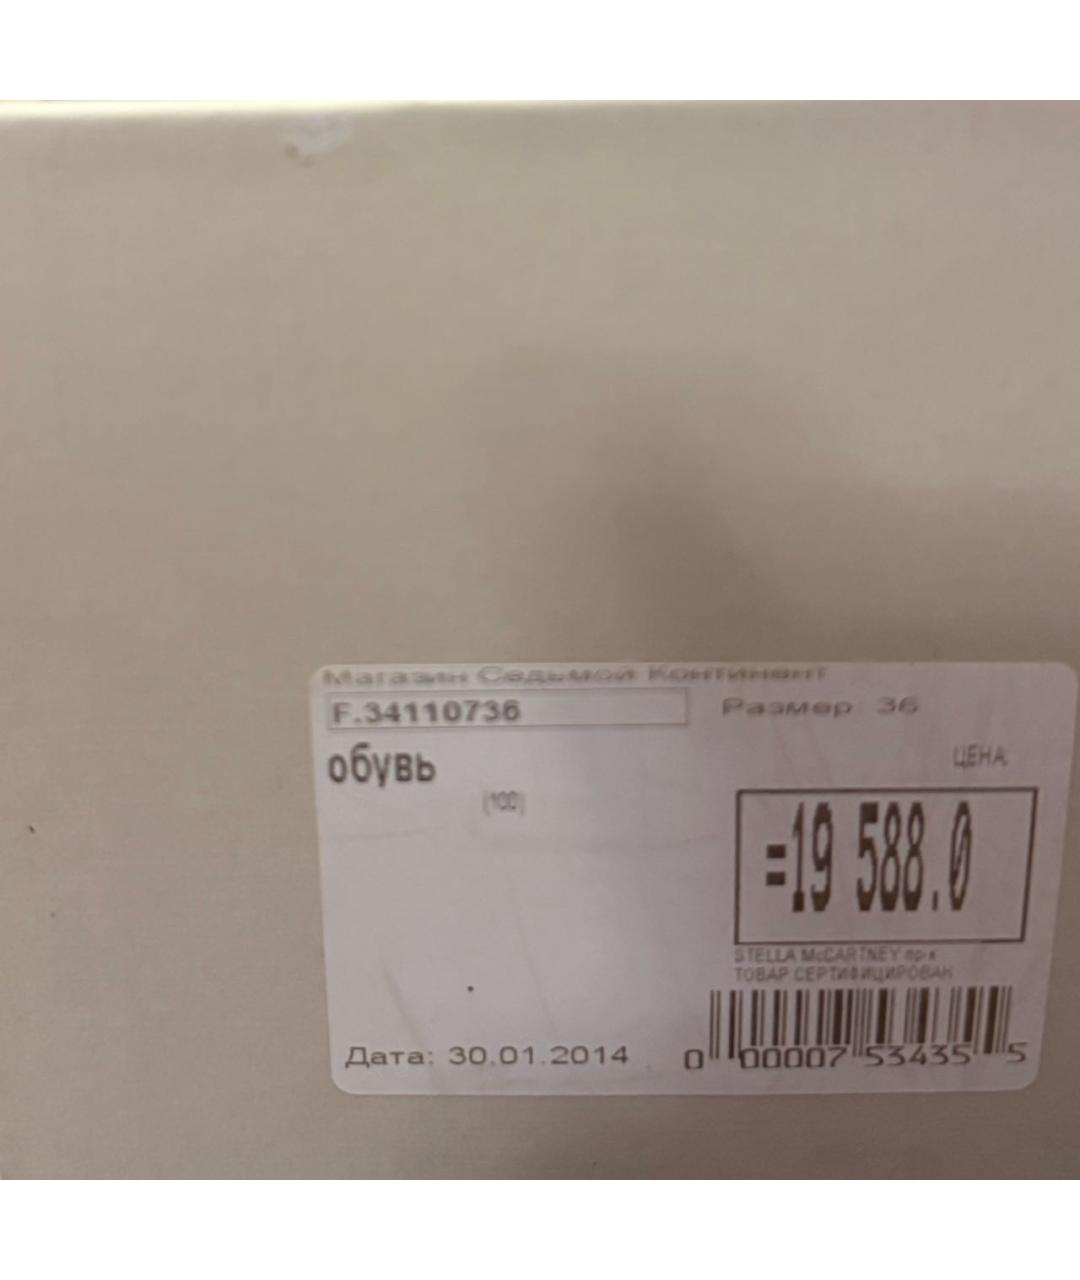 Магазин Седьмой Континент
F.34110736 Размер: 36
обувь
ЦЕНА
(100)
=19 588.0
STELLA McCARTNEY пр-к
ТОВАР СЕРТИФИЦИРОВАН
Дата: 30.01.2014
0 00007 53435 5